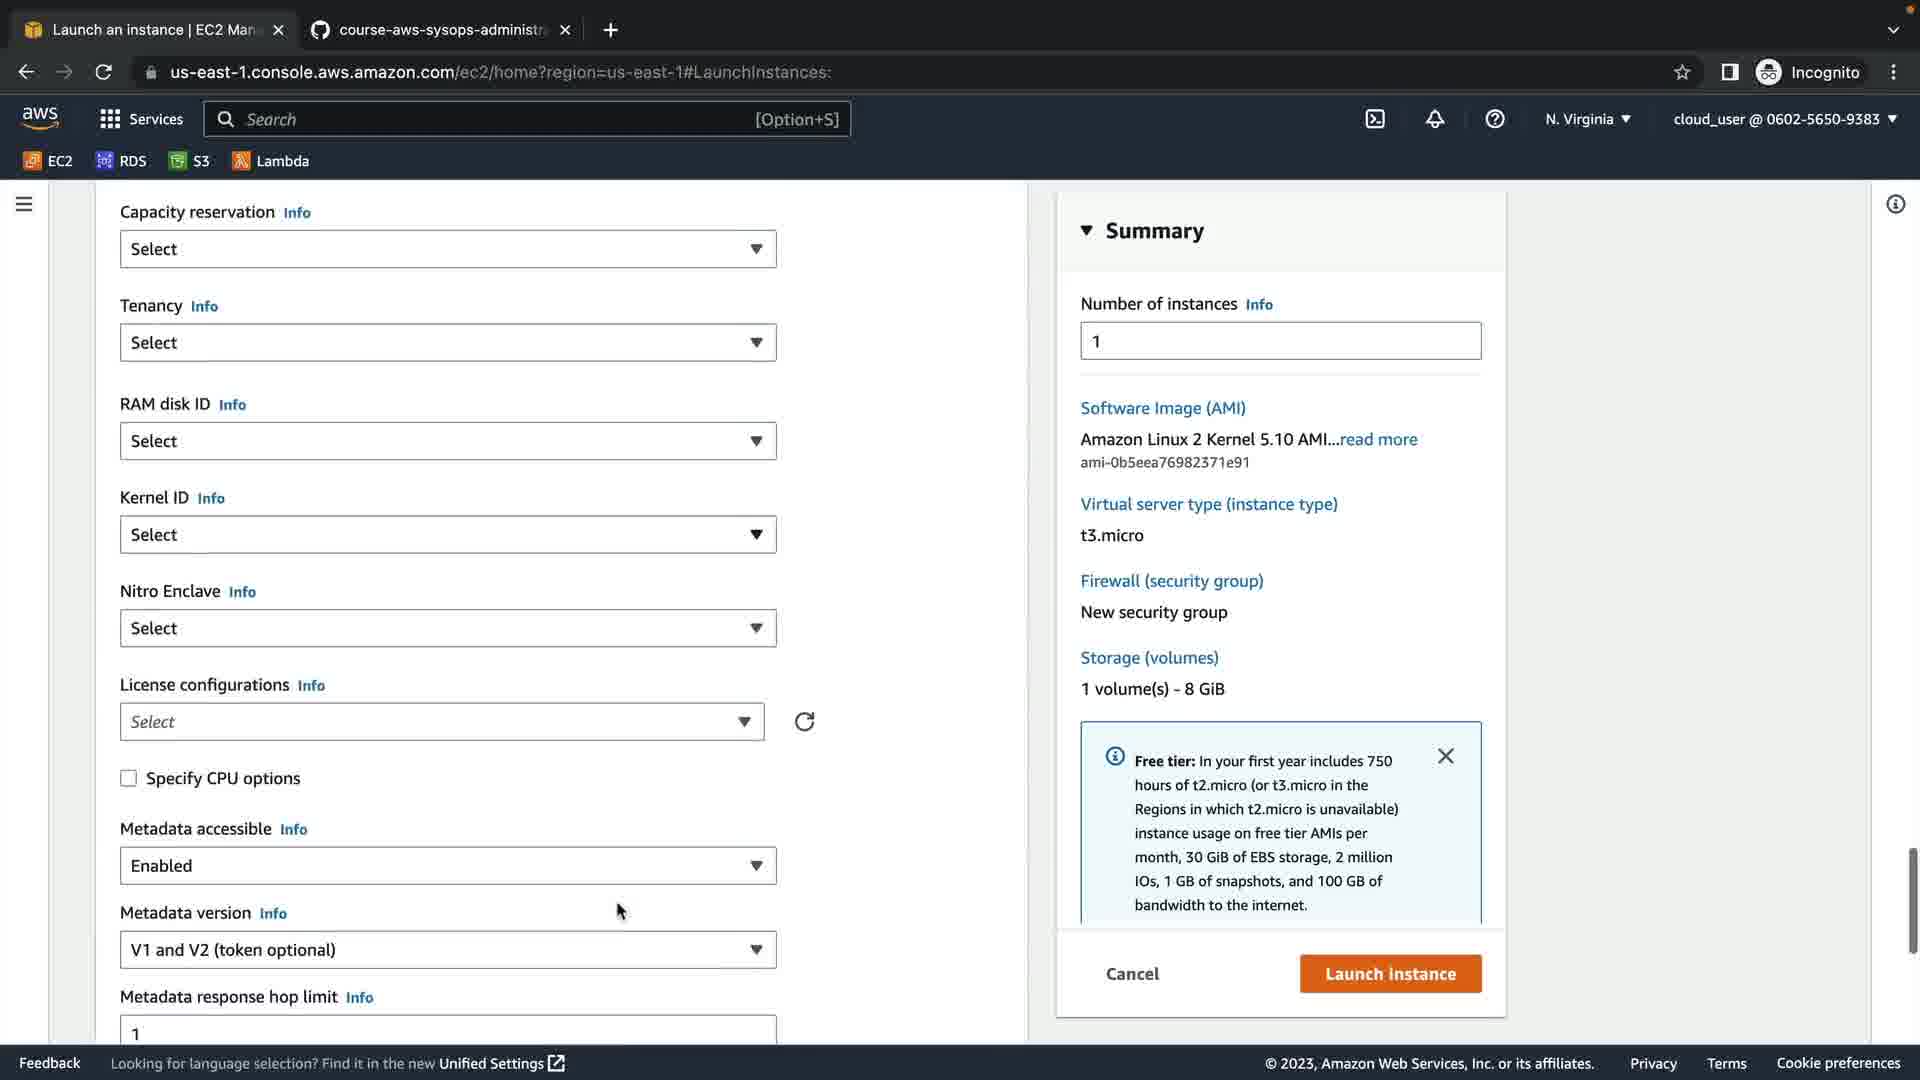 Launch an instance | EC2 Man
course-aws-sysops-administr
us-east-1.console.aws.amazon.com/ec2/home?region=us-east-1#LaunchInstances:
Incognito
aws
Services
Search
[Option+S]
N. Virginia
cloud_user @ 0602-5650-9383
EC2
RDS
S3
Lambda
Capacity reservation Info
Select
Tenancy Info
Select
RAM disk ID Info
Select
Kernel ID Info
Select
Nitro Enclave Info
Select
License configurations Info
Select
Specify CPU options
Metadata accessible Info
Enabled
Metadata version Info
V1 and V2 (token optional)
Metadata response hop limit Info
1
Summary
Number of instances Info
1
Software Image (AMI)
Amazon Linux 2 Kernel 5.10 AMI...read more
ami-0b5eea76982371e91
Virtual server type (instance type)
t3.micro
Firewall (security group)
New security group
Storage (volumes)
1 volume(s) - 8 GiB
Free tier: In your first year includes 750
hours of t2.micro (or t3.micro in the
Regions in which t2.micro is unavailable)
instance usage on free tier AMIs per
month, 30 GiB of EBS storage, 2 million
IOs, 1 GB of snapshots, and 100 GB of
bandwidth to the internet.
Cancel
Launch instance
Feedback
Looking for language selection? Find it in the new Unified Settings
© 2023, Amazon Web Services, Inc. or its affiliates.
Privacy
Terms
Cookie preferences